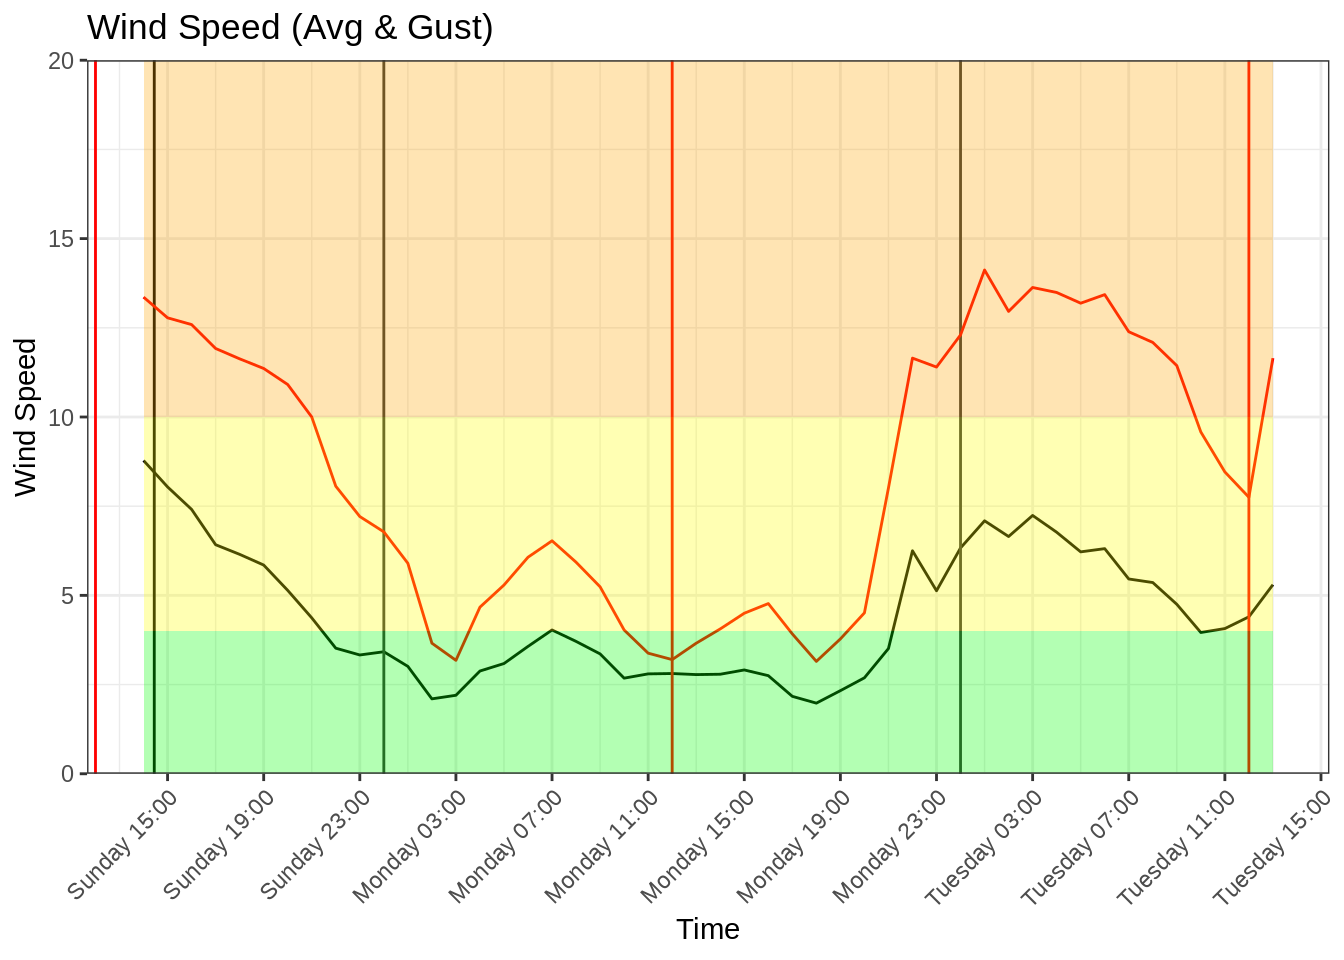 Wind Speed (Avg & Gust)
20
15
10
5
0
Wind Speed
Sunday 15:00
Sunday 19:00
Sunday 23:00
Monday 03:00
Monday 07:00
Monday 11:00
Monday 15:00
Monday 19:00
Monday 23:00
Tuesday 03:00
Tuesday 07:00
Tuesday 11:00
Tuesday 15:00
Time